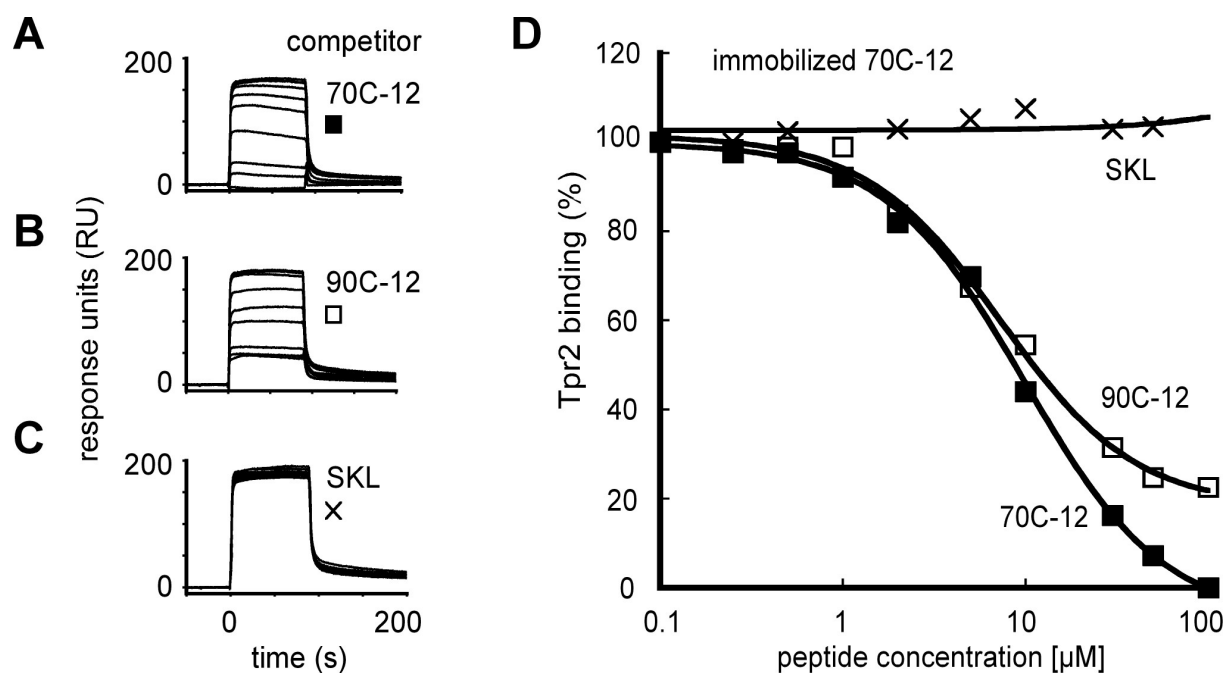 A
competitor
200
70C-12
0
B
200
90C-12
0
C
200
SKL
0
response units (RU)
0 200
time (s)
D
120
immobilized 70C-12
100
SKL
80
60
90C-12
40
70C-12
20
0
Tpr2 binding (%)
0.1 1 10 100
peptide concentration [µM]